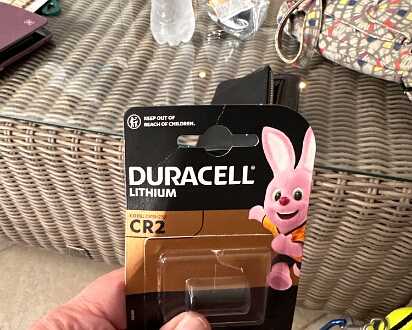 KEEP OUT OF
REACH OF CHILDREN.
DURACELL®
LITHIUM
CR2